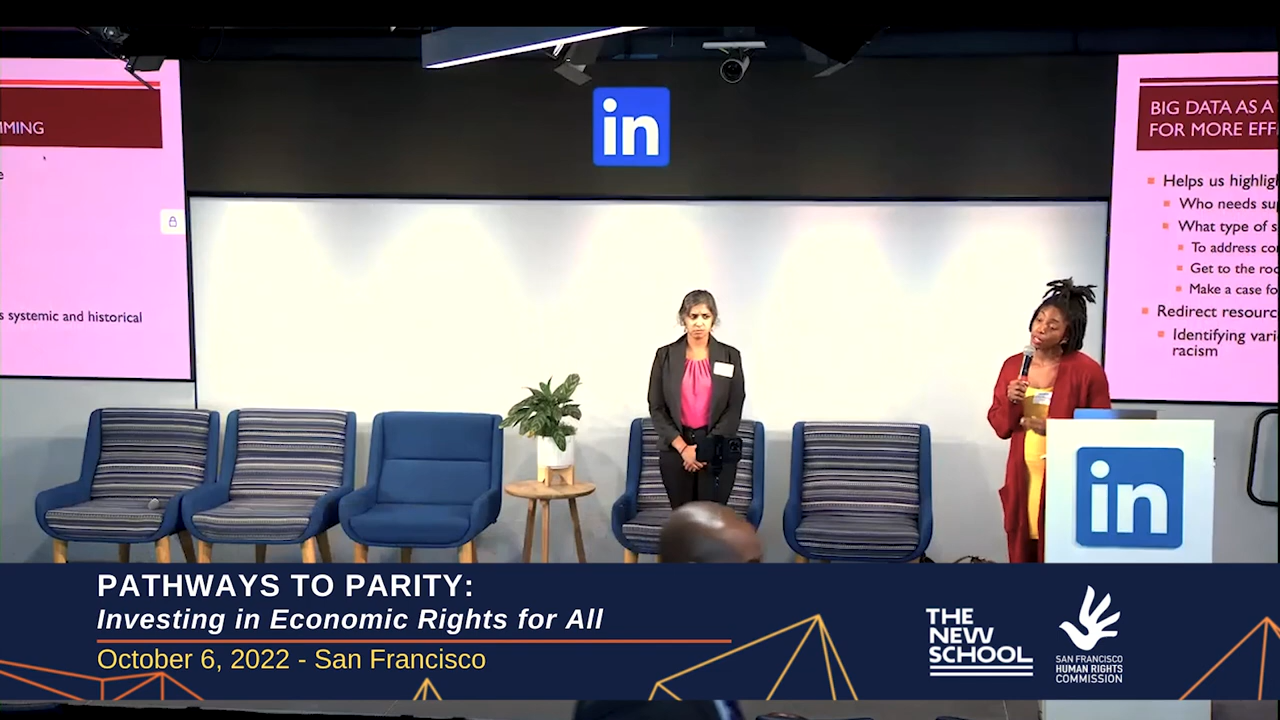 in
MING
s systemic and historical
BIG DATA AS A
FOR MORE EFF
Helps us highlig
Who needs su
What type of s
To address co
Get to the roo
Make a case fo
Redirect resourc
Identifying vari
racism
in
PATHWAYS TO PARITY:
Investing in Economic Rights for All
October 6, 2022 - San Francisco
THE
NEW
SCHOOL
SAN FRANCISCO
HUMAN RIGHTS
COMMISSION